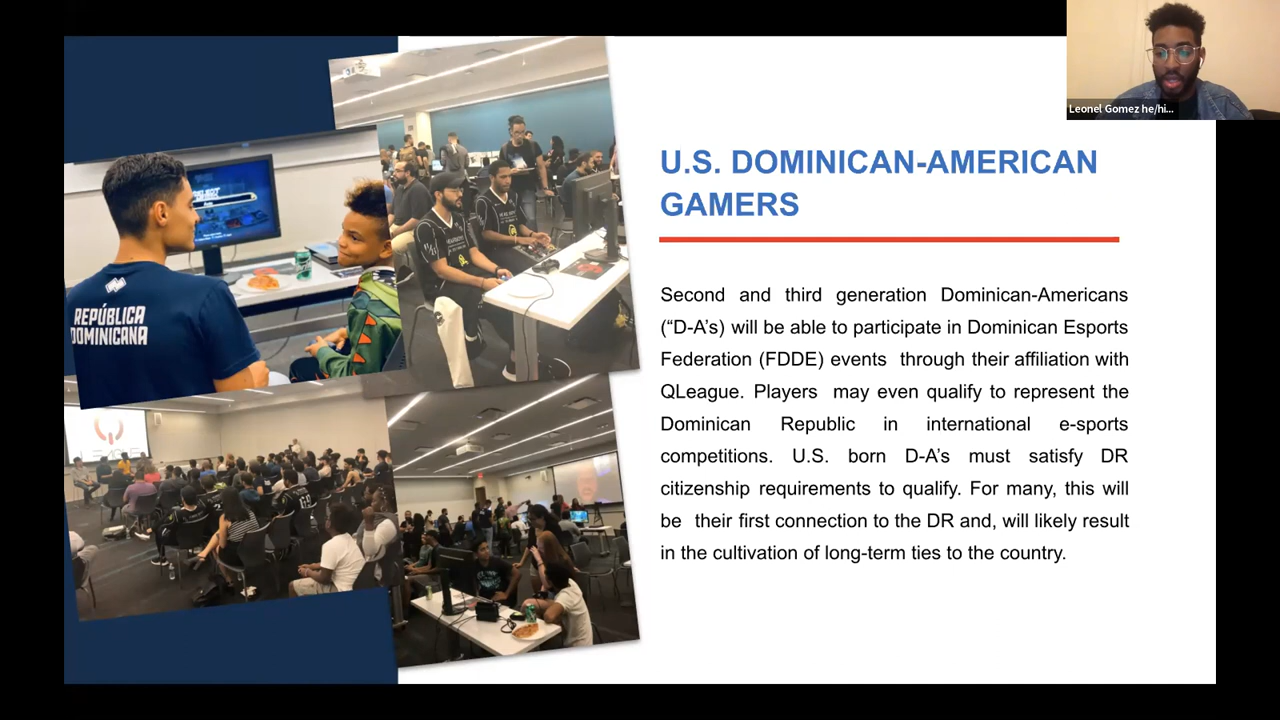 Leonel Gomez he/hi...
U.S. DOMINICAN-AMERICAN
GAMERS
Second and third generation Dominican-Americans
(“D-A’s) will be able to participate in Dominican Esports
Federation (FDDE) events through their affiliation with
QLeague. Players may even qualify to represent the
Dominican Republic in international e-sports
competitions. U.S. born D-A’s must satisfy DR
citizenship requirements to qualify. For many, this will
be their first connection to the DR and, will likely result
in the cultivation of long-term ties to the country.
REPÚBLICA
DOMINICANA